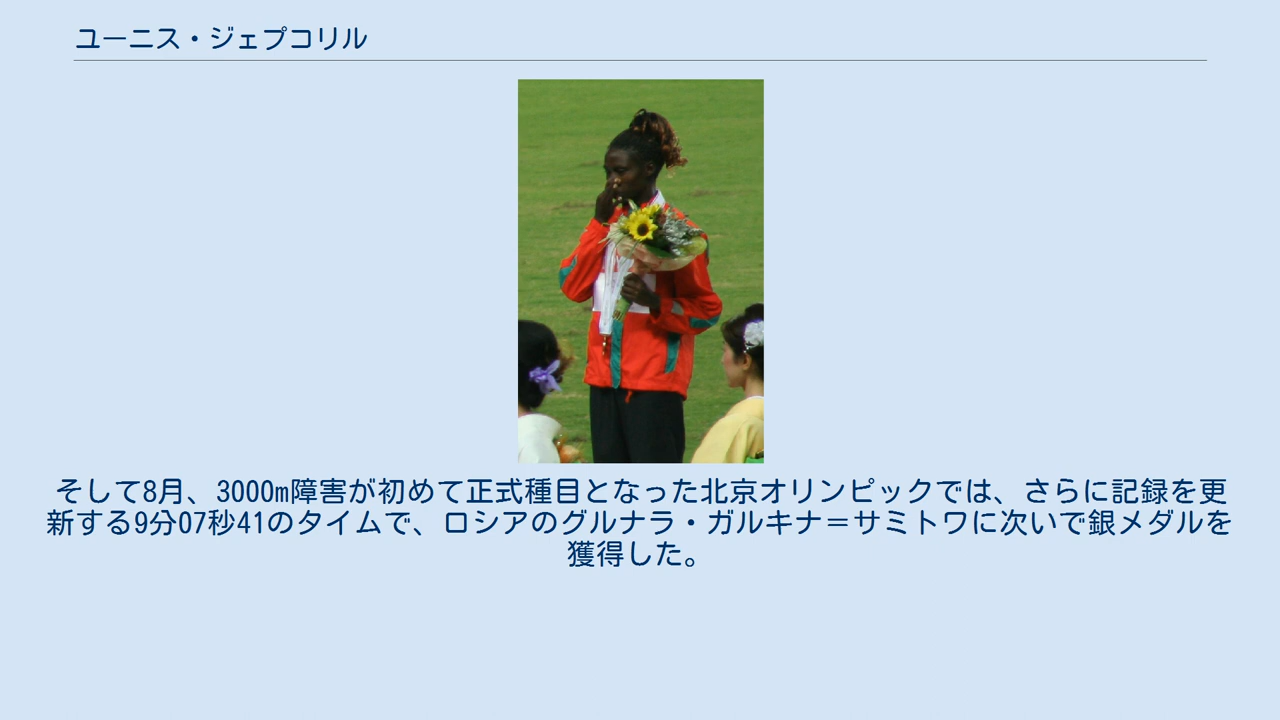 ユーニス・ジェプコリル
そして8月、3000m障害が初めて正式種目となった北京オリンピックでは、さらに記録を更
新する9分07秒41のタイムで、ロシアのグルナラ・ガルキナ＝サミトワに次いで銀メダルを
獲得した。